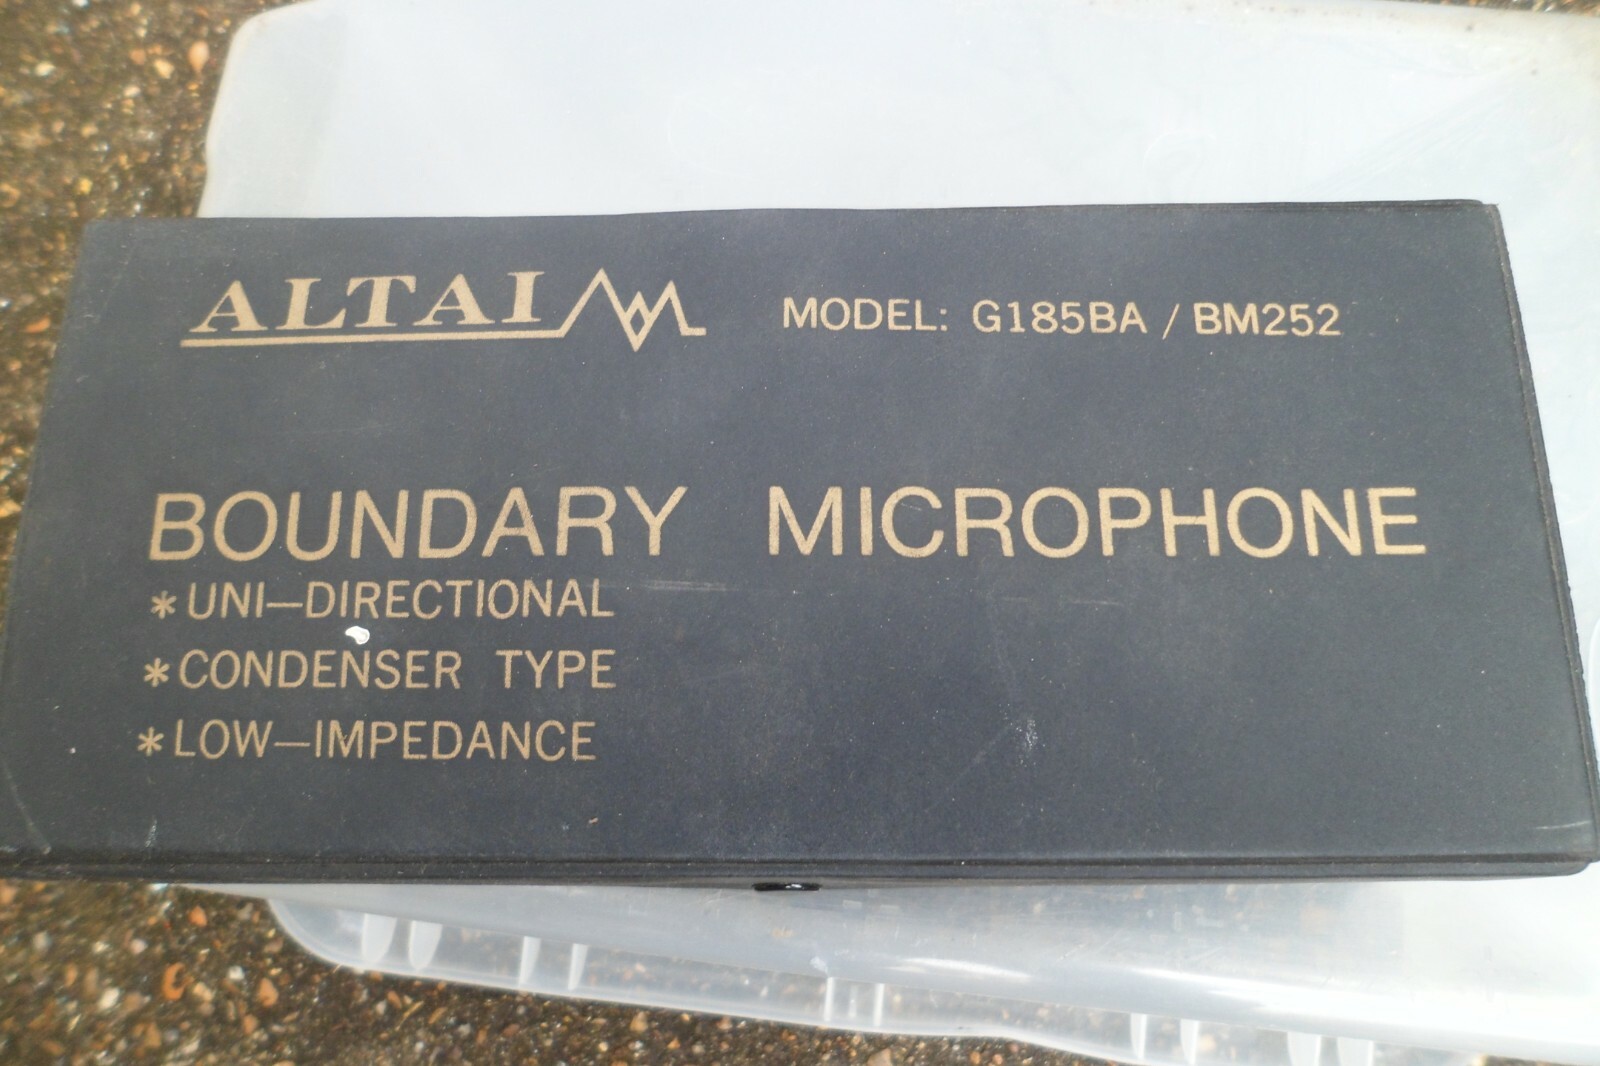 ALTAI MODEL: G185BA / BM252
BOUNDARY MICROPHONE
* UNI—DIRECTIONAL
* CONDENSER TYPE
* LOW—IMPEDANCE